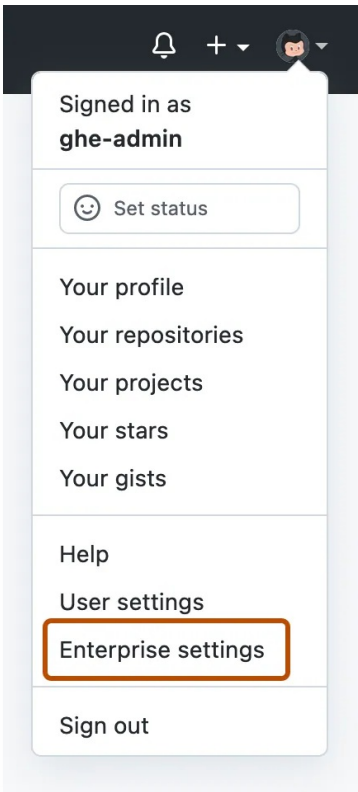 Signed in as
ghe-admin
Set status
Your profile
Your repositories
Your projects
Your stars
Your gists
Help
User settings
Enterprise settings
Sign out